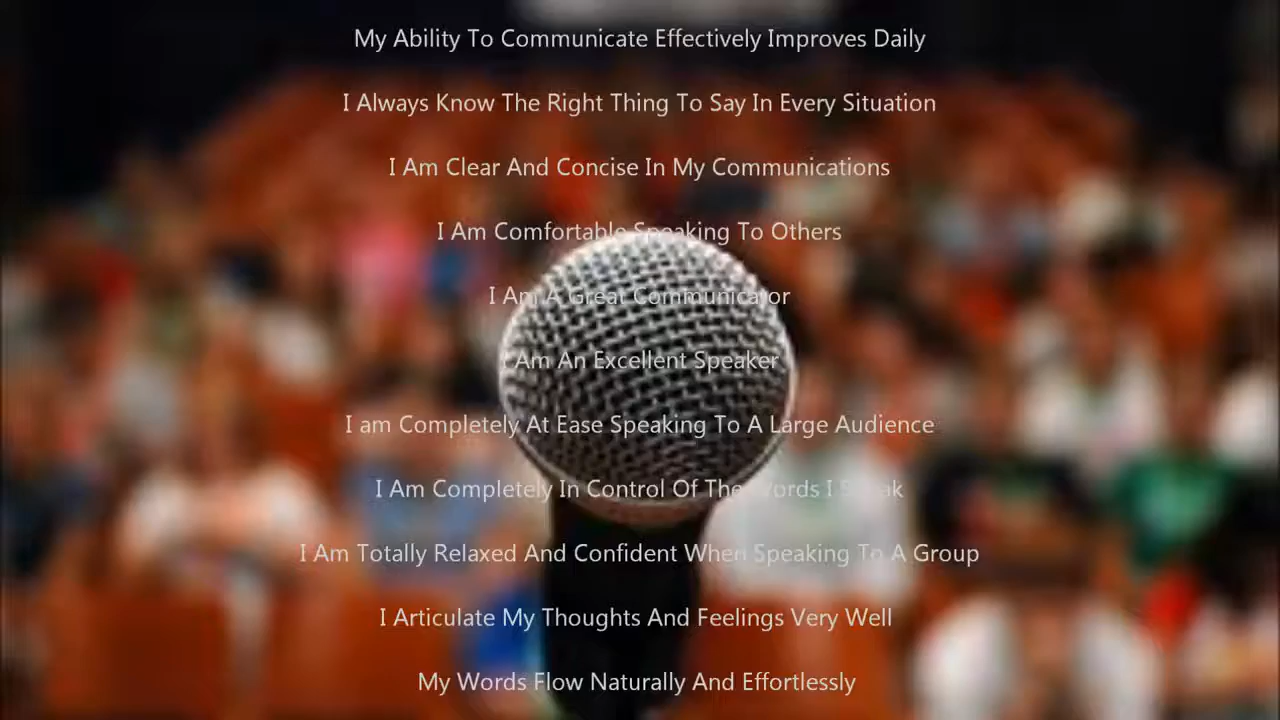 My Ability To Communicate Effectively Improves Daily
I Always Know The Right Thing To Say In Every Situation
I Am Clear And Concise In My Communications
I Am Comfortable Speaking To Others
I Am A Great Communicator
I Am An Excellent Speaker
I am Completely At Ease Speaking To A Large Audience
I Am Completely In Control Of The Words I Speak
I Am Totally Relaxed And Confident When Speaking To A Group
I Articulate My Thoughts And Feelings Very Well
My Words Flow Naturally And Effortlessly